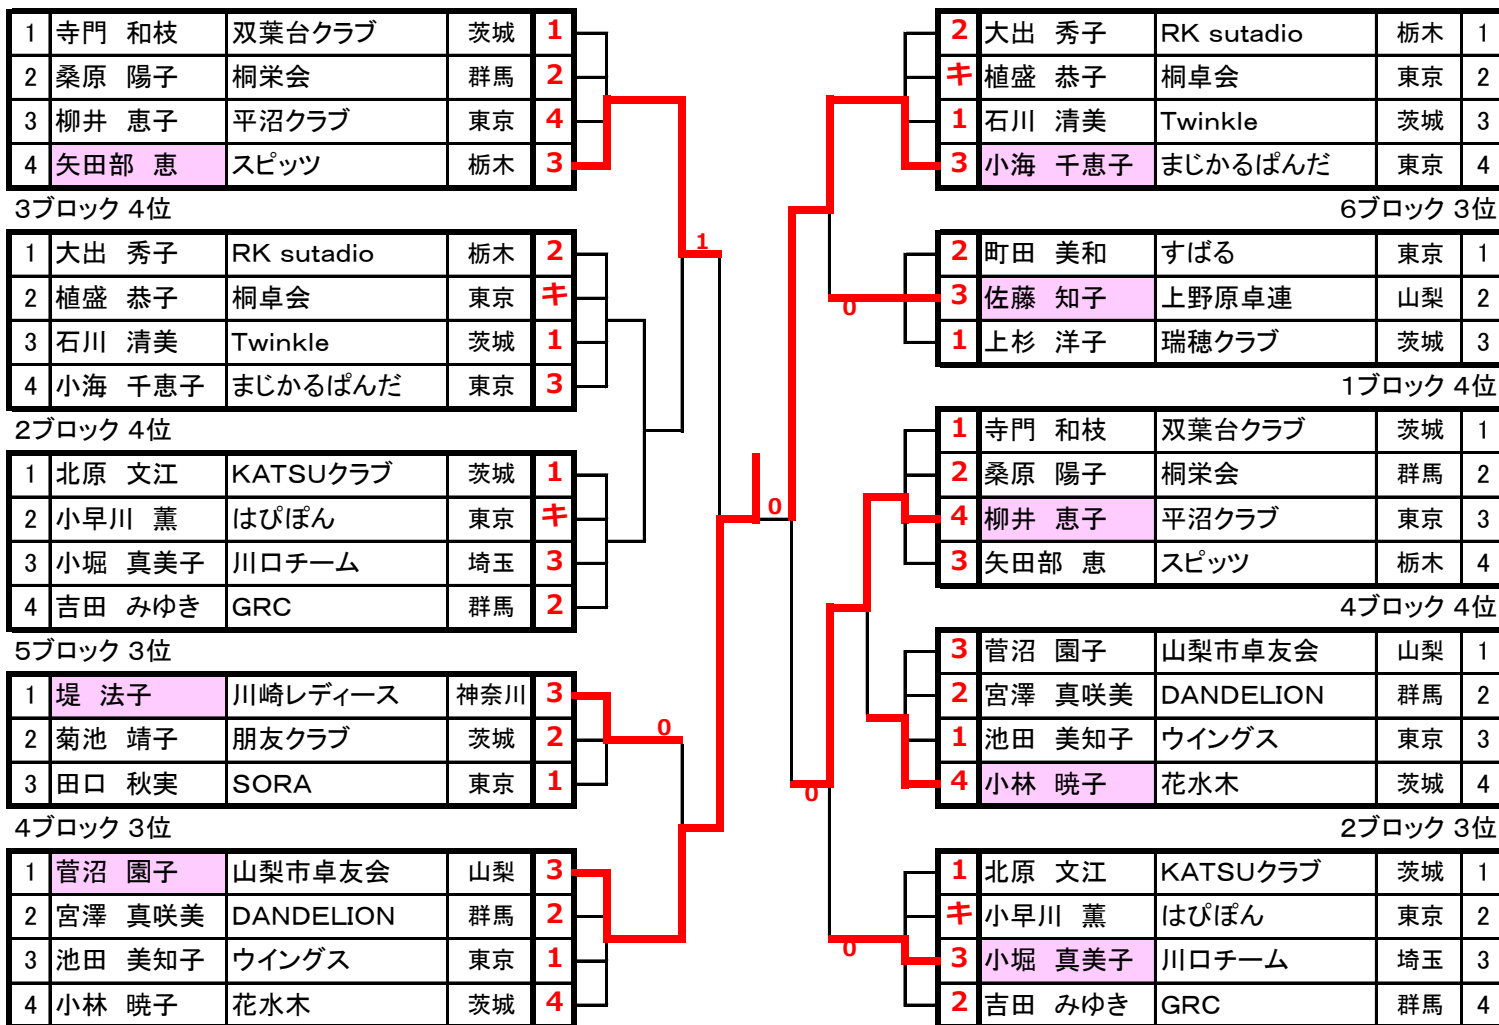 1 寺門 和枝 双葉台クラブ 茨城 1
2 桑原 陽子 桐栄会 群馬 2
3 柳井 恵子 平沼クラブ 東京 4
4 矢田部 恵 スピッツ 栃木 3
3ブロック 4位
1 大出 秀子 RK sutadio 栃木 2
2 植盛 恭子 桐卓会 東京 キ
3 石川 清美 Twinkle 茨城 1
4 小海 千恵子 まじかるぱんだ 東京 3
2ブロック 4位
1 北原 文江 KATSUクラブ 茨城 1
2 小早川 薫 はぴぽん 東京 キ
3 小堀 真美子 川口チーム 埼玉 3
4 吉田 みゆき GRC 群馬 2
5ブロック 3位
1 堤 法子 川崎レディース 神奈川 3
2 菊池 靖子 朋友クラブ 茨城 2
3 田口 秋実 SORA 東京 1
4ブロック 3位
1 菅沼 園子 山梨市卓友会 山梨 3
2 宮澤 真咲美 DANDELION 群馬 2
3 池田 美知子 ウイングス 東京 1
4 小林 暁子 花水木 茨城 4
1
0
0
0
0
0
2 大出 秀子 RK sutadio 栃木 1
キ 植盛 恭子 桐卓会 東京 2
1 石川 清美 Twinkle 茨城 3
3 小海 千恵子 まじかるぱんだ 東京 4
6ブロック 3位
2 町田 美和 すばる 東京 1
3 佐藤 知子 上野原卓連 山梨 2
1 上杉 洋子 瑞穂クラブ 茨城 3
1ブロック 4位
1 寺門 和枝 双葉台クラブ 茨城 1
2 桑原 陽子 桐栄会 群馬 2
4 柳井 恵子 平沼クラブ 東京 3
3 矢田部 恵 スピッツ 栃木 4
4ブロック 4位
3 菅沼 園子 山梨市卓友会 山梨 1
2 宮澤 真咲美 DANDELION 群馬 2
1 池田 美知子 ウイングス 東京 3
4 小林 暁子 花水木 茨城 4
2ブロック 3位
1 北原 文江 KATSUクラブ 茨城 1
キ 小早川 薫 はぴぽん 東京 2
3 小堀 真美子 川口チーム 埼玉 3
2 吉田 みゆき GRC 群馬 4